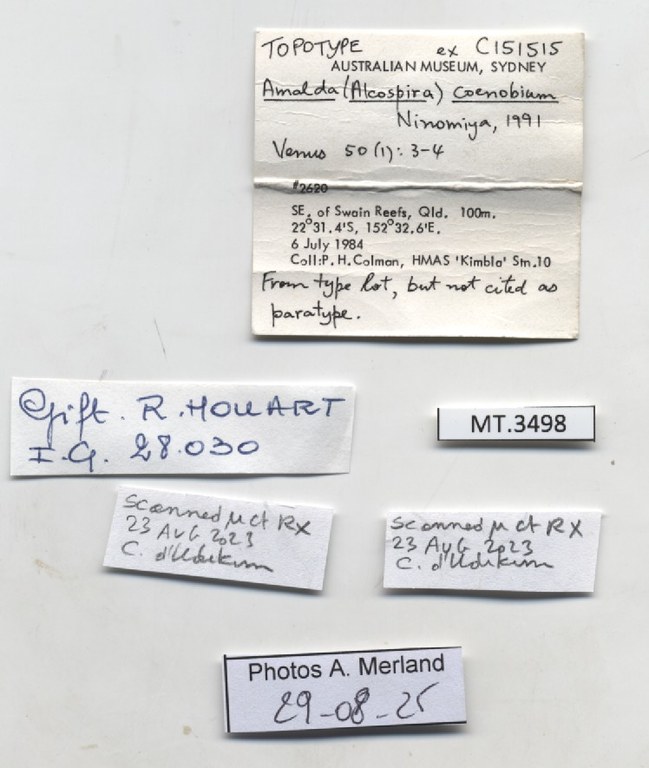 TOPOTYPE ex C151515
AUSTRALIAN MUSEUM, SYDNEY
Amalda (Alcospira) coenobium
Ninomiya, 1991
Venus 50 (1): 3-4
#2620
SE. of Swain Reefs, Qld. 100m.
22°31.4'S, 152°32.6'E.
6 July 1984
Coll:P.H.Colman, HMAS 'Kimbla' Stn.10
From type lot, but not cited as
paratype.
Gift. R. HOUART
I.G. 28.030
MT.3498
Scanned µ ct RX
23 AUG 2023
C. d'Udekem
Scanned µ ct RX
23 AUG 2023
C. d'Udekem
Photos A. Merland
29-08-25